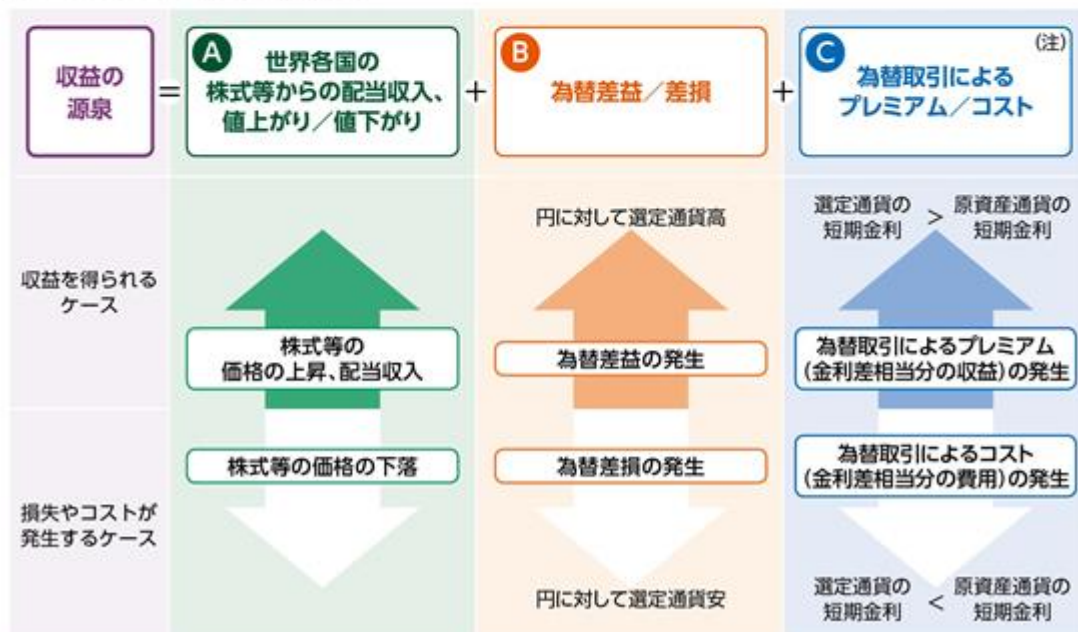 収益の
源泉
=
A
世界各国の
株式等からの配当収入、
値上がり／値下がり
+
B
為替差益／差損
+
C
(注)
為替取引による
プレミアム／コスト
収益を得られる
ケース
株式等の
価格の上昇、配当収入
円に対して選定通貨高
為替差益の発生
選定通貨の
短期金利
>
原資産通貨の
短期金利
為替取引によるプレミアム
(金利差相当分の収益)の発生
損失やコストが
発生するケース
株式等の価格の下落
為替差損の発生
円に対して選定通貨安
為替取引によるコスト
(金利差相当分の費用)の発生
選定通貨の
短期金利
<
原資産通貨の
短期金利